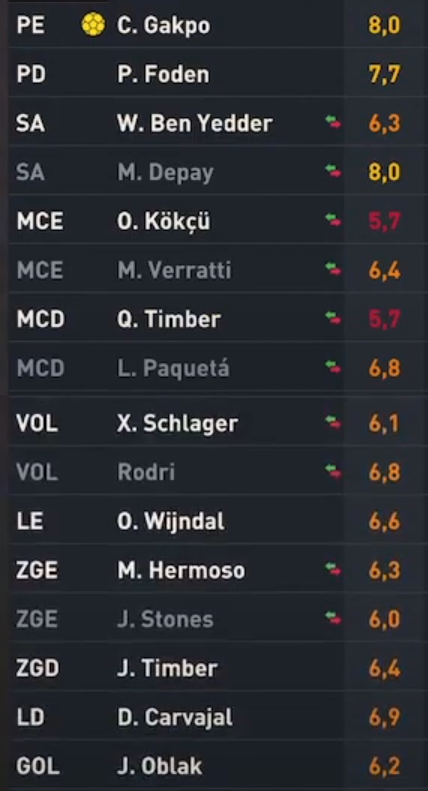 PE C. Gakpo 8,0
PD P. Foden 7,7
SA W. Ben Yedder 6,3
SA M. Depay 8,0
MCE O. Kökçü 5,7
MCE M. Verratti 6,4
MCD Q. Timber 5,7
MCD L. Paquetá 6,8
VOL X. Schlager 6,1
VOL Rodri 6,8
LE O. Wijndal 6,6
ZGE M. Hermoso 6,3
ZGE J. Stones 6,0
ZGD J. Timber 6,4
LD D. Carvajal 6,9
GOL J. Oblak 6,2